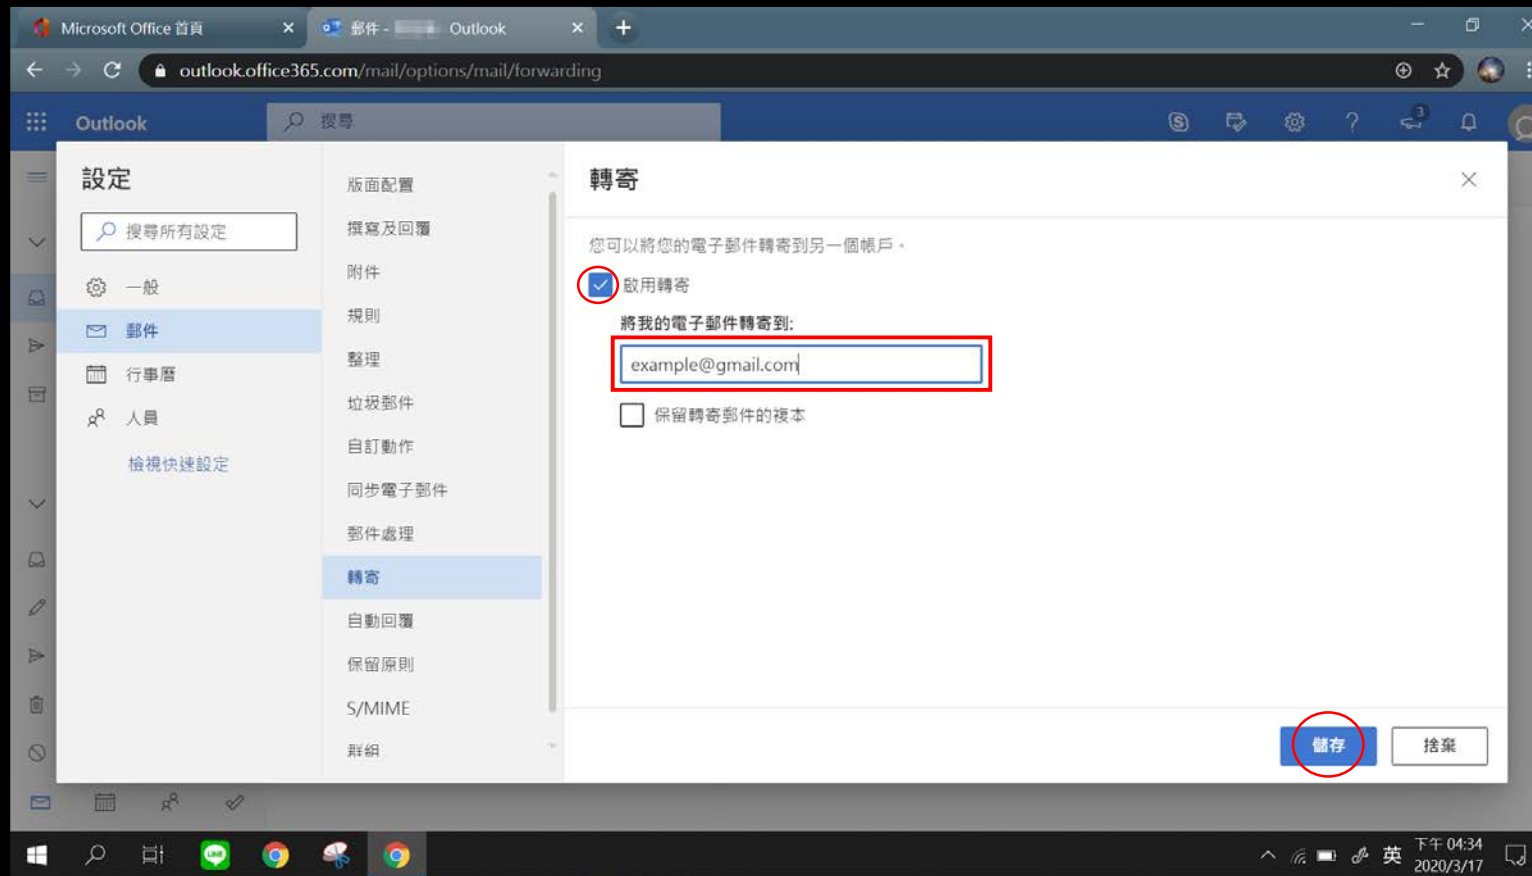 Microsoft Office 首頁
郵件 - Outlook
outlook.office365.com/mail/options/mail/forwarding
Outlook
搜尋
3
設定
搜尋所有設定
一般
郵件
行事曆
人員
檢視快速設定
版面配置
撰寫及回覆
附件
規則
整理
垃圾郵件
自訂動作
同步電子郵件
郵件處理
轉寄
自動回覆
保留原則
S/MIME
群組
轉寄
您可以將您的電子郵件轉寄到另一個帳戶。
啟用轉寄
將我的電子郵件轉寄到:
example@gmail.com
保留轉寄郵件的複本
儲存
捨棄
LINE
英
下午 04:34
2020/3/17